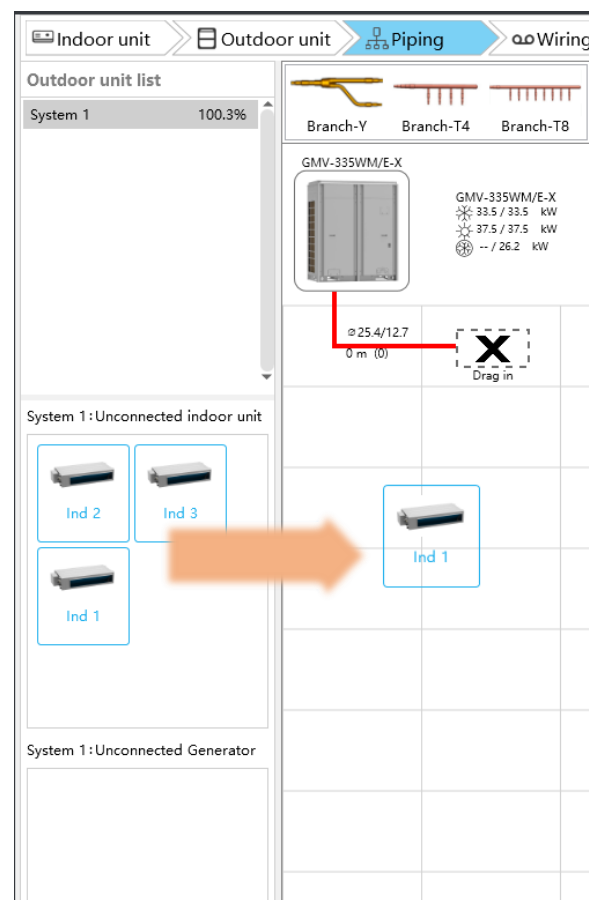 Indoor unit Outdoor unit Piping Wiring
Outdoor unit list
System 1 100.3%
Branch-Y Branch-T4 Branch-T8
GMV-335WM/E-X
GMV-335WM/E-X
33.5 / 33.5 kW
37.5 / 37.5 kW
-- / 26.2 kW
⌀25.4/12.7
0 m (0)
X
Drag in
System 1:Unconnected indoor unit
Ind 2 Ind 3
Ind 1
Ind 1
System 1:Unconnected Generator